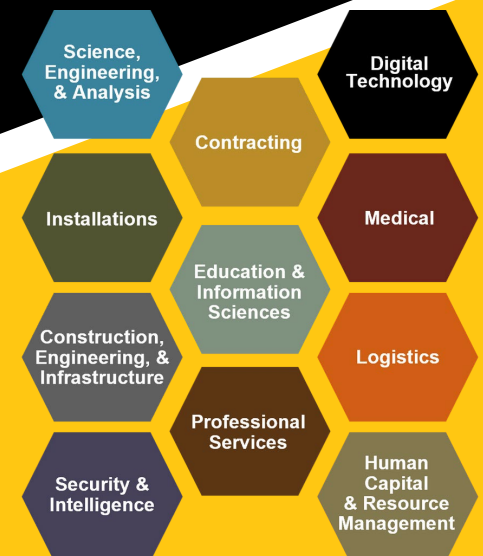 Science,
Engineering,
& Analysis
Digital
Technology
Contracting
Installations
Medical
Education &
Information
Sciences
Construction,
Engineering, &
Infrastructure
Logistics
Professional
Services
Security &
Intelligence
Human
Capital
& Resource
Management